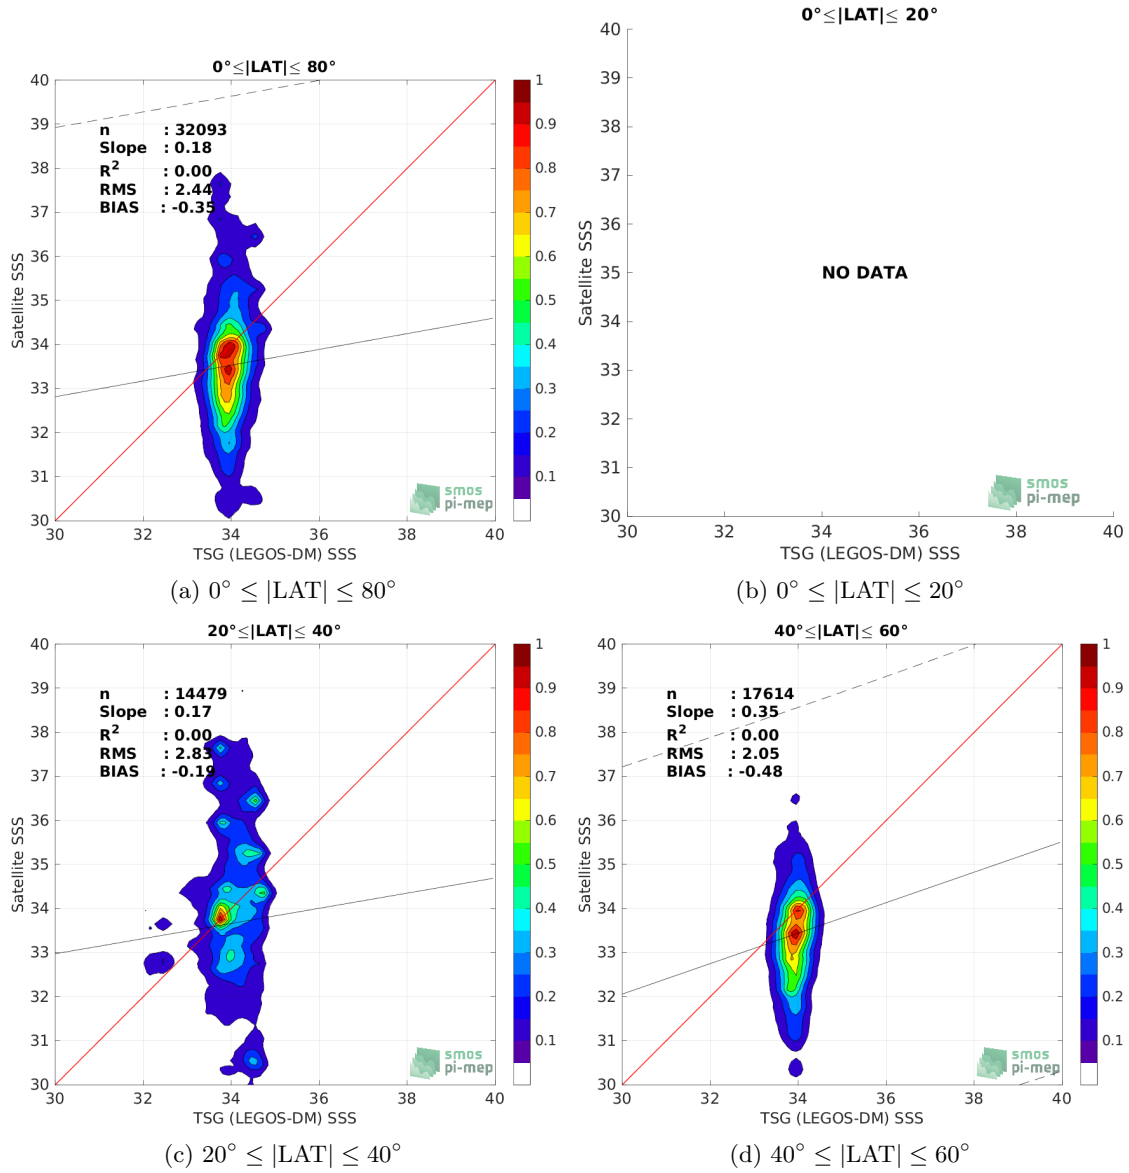 0°≤|LAT|≤ 80°
40
39
38
37
36
35
34
33
32
31
30
n : 32093
Slope : 0.18
R² : 0.00
RMS : 2.44
BIAS : -0.35
1
0.9
0.8
0.7
0.6
0.5
0.4
0.3
0.2
0.1
smos
pi-mep
30 32 34 36 38 40
Satellite SSS
TSG (LEGOS-DM) SSS
(a) 0° ≤ |LAT| ≤ 80°
0°≤|LAT|≤ 20°
40
39
38
37
36
35
34
33
32
31
30
NO DATA
smos
pi-mep
30 32 34 36 38 40
Satellite SSS
TSG (LEGOS-DM) SSS
(b) 0° ≤ |LAT| ≤ 20°
20°≤|LAT|≤ 40°
40
39
38
37
36
35
34
33
32
31
30
n : 14479
Slope : 0.17
R² : 0.00
RMS : 2.83
BIAS : -0.19
1
0.9
0.8
0.7
0.6
0.5
0.4
0.3
0.2
0.1
smos
pi-mep
30 32 34 36 38 40
Satellite SSS
TSG (LEGOS-DM) SSS
(c) 20° ≤ |LAT| ≤ 40°
40°≤|LAT|≤ 60°
40
39
38
37
36
35
34
33
32
31
30
n : 17614
Slope : 0.35
R² : 0.00
RMS : 2.05
BIAS : -0.48
1
0.9
0.8
0.7
0.6
0.5
0.4
0.3
0.2
0.1
smos
pi-mep
30 32 34 36 38 40
Satellite SSS
TSG (LEGOS-DM) SSS
(d) 40° ≤ |LAT| ≤ 60°